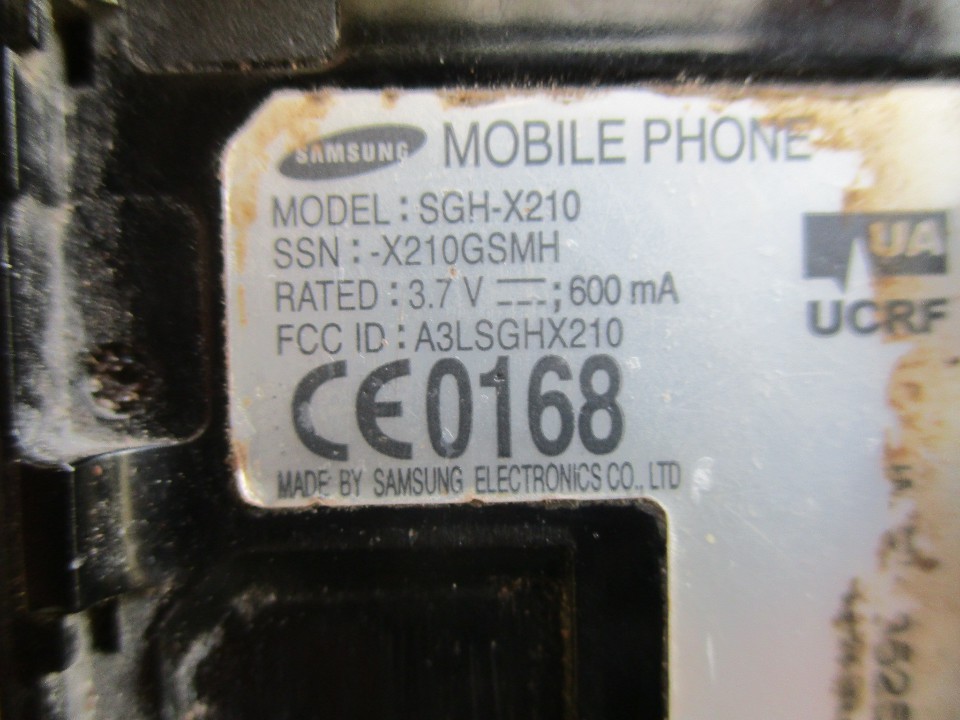 SAMSUNG MOBILE PHONE
MODEL : SGH-X210
SSN : -X210GSMH
RATED : 3.7 V ⎓ ; 600 mA
FCC ID : A3LSGHX210
CE0168
MADE BY SAMSUNG ELECTRONICS CO., LTD
UA
UCRF